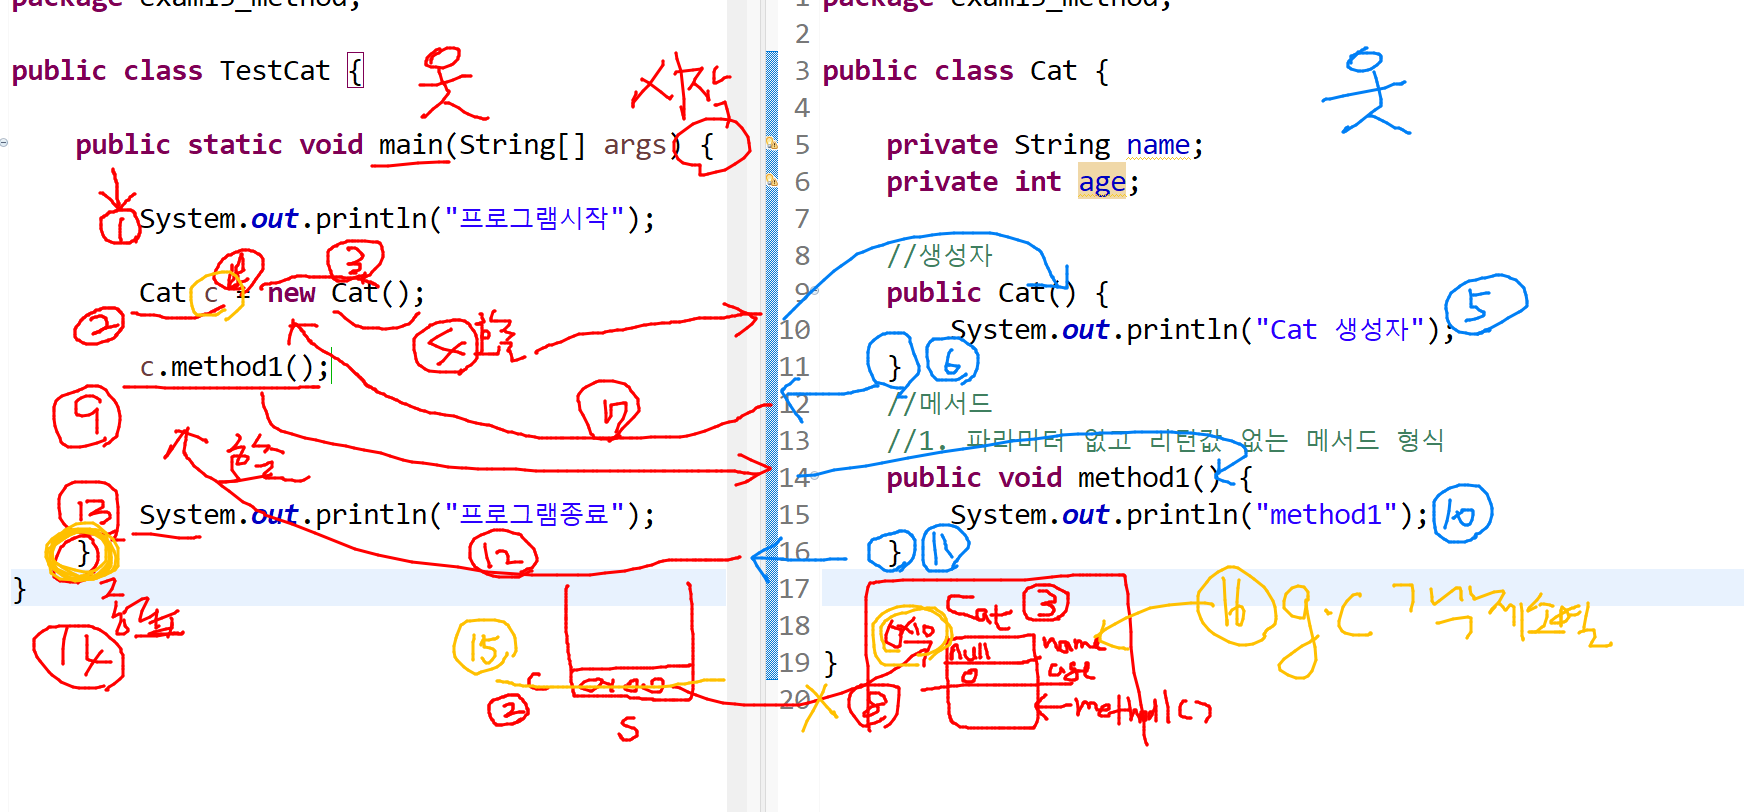 package exam15_method;
public class TestCat {
시작
public static void main(String[] args) {
① System.out.println("프로그램시작");
③
Cat c = new Cat();
②
④ 호출
c.method1();
⑨
⑦
호출
⑬ System.out.println("프로그램종료");
}
⑫
}
종료
⑭
⑮
c
②
S
1 package exam15_method;
2
3 public class Cat {
4
5 private String name;
6 private int age;
7
8 //생성자
9 public Cat() {
10 System.out.println("Cat 생성자"); ⑤
11 } ⑥
12 //메서드
13 //1. 파라미터 없고 리턴값 없는 메서드 형식
14 public void method1() {
15 System.out.println("method1"); ⑩
16 } ⑪
17
18 Cat ③
null name
19 }
0 age
20 ⑧
method1()
⑯ g.c